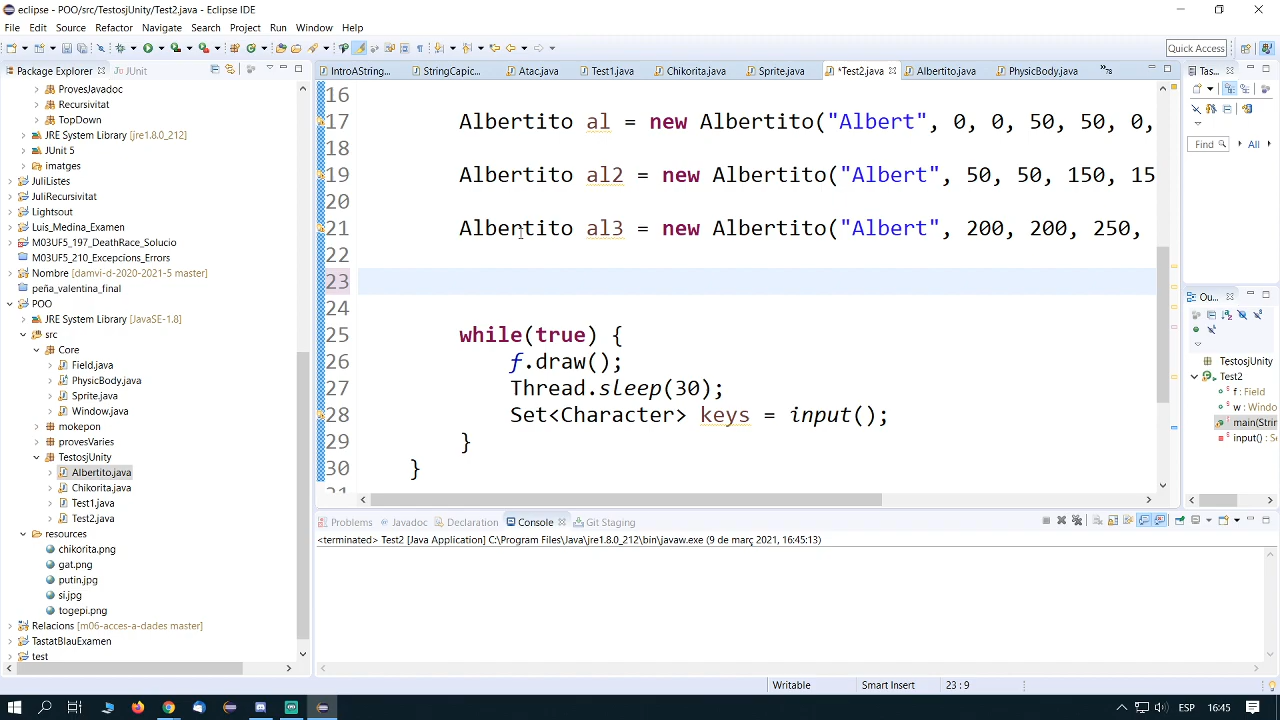 eclipse - POO/src/TestosjUnity/Test2.java - Eclipse IDE
File Edit Source Refactor Navigate Search Project Run Window Help
Quick Access
Package Explorer JUnit
IntroAString... StringCapic... Atac.java Test1.java Chikorita.java Sprite.java *Test2.java Albertito.java PhysicBody.java
Tas...
Find All
ProvesJavadoc
Recursivitat
TopDown
JRE System Library [jre1.8.0_212]
JUnit 5
imatges
JuliListes
JuliRecursivitat
Lightsout
Luis_Medina_Examen
M03UF5_197_DeathRace_Solucio
M03UF5_210_Excepcions_Errors
Nombre [damvi-d-2020-2021-5 master]
peña_valentina_final
POO
JRE System Library [JavaSE-1.8]
src
Core
Field.java
PhysicBody.java
Sprite.java
Window.java
mokepon
provesVaries
TestosjUnity
Albertito.java
Chikorita.java
Test1.java
Test2.java
resources
chikorita.png
gat.png
putin.jpg
si.jpg
togepi.png
Relacions [m06-acces-a-dades master]
TastatBlauExamen
test
16
17 Albertito al = new Albertito("Albert", 0, 0, 50, 50, 0,
18
19 Albertito al2 = new Albertito("Albert", 50, 50, 150, 15
20
21 Albertito al3 = new Albertito("Albert", 200, 200, 250,
22
23
24
25 while(true) {
26 f.draw();
27 Thread.sleep(30);
28 Set<Character> keys = input();
29 }
30 }
Ou...
TestosjUnity
Test2
f : Field
w : Windo
main(Strin
input() : Se
Problems Javadoc Declaration Console Git Staging
<terminated> Test2 [Java Application] C:\Program Files\Java\jre1.8.0_212\bin\javaw.exe (9 de març 2021, 16:45:13)
Writable Smart Insert 23 : 9
ESP 16:45